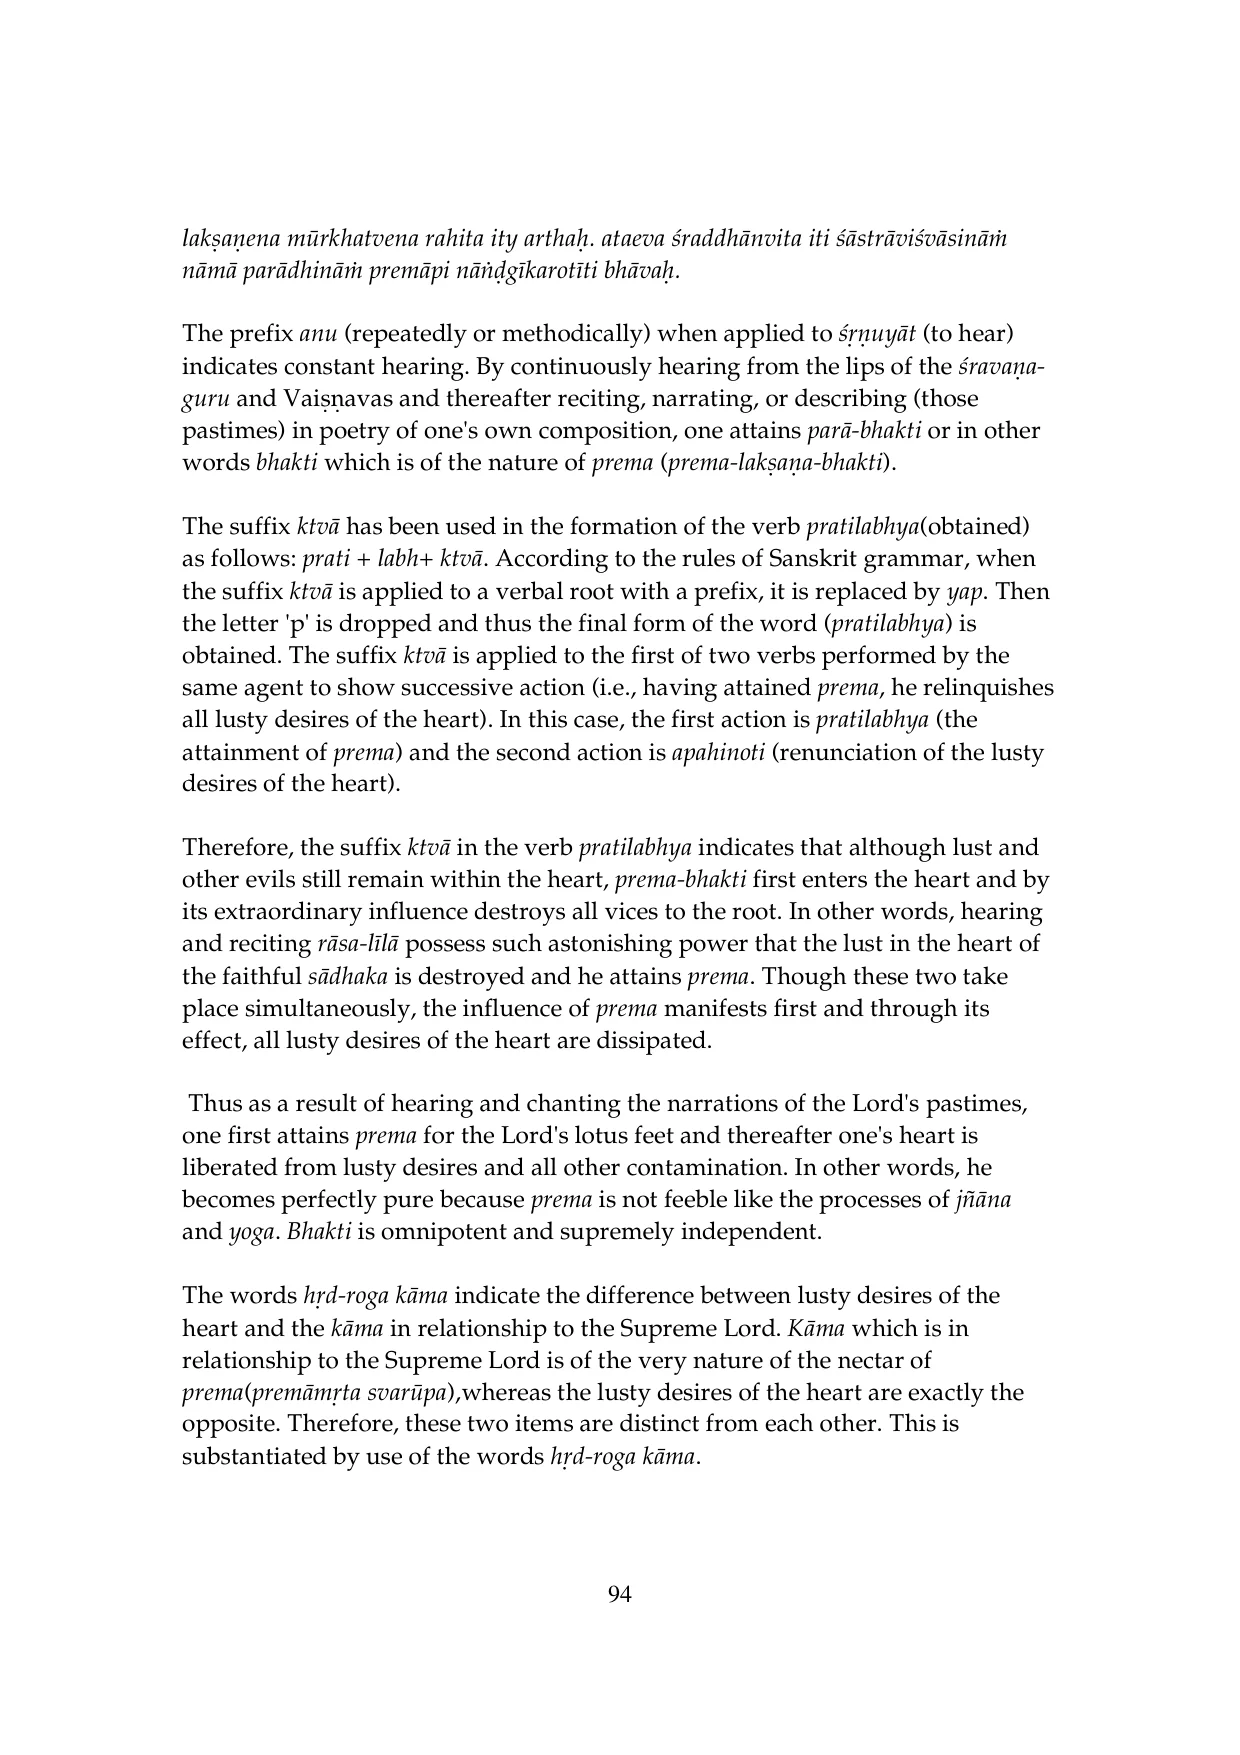 lakṣaṇena mūrkhatvena rahita ity arthaḥ. ataeva śraddhānvita iti śāstrāviśvāsināṁ
nāmā parādhināṁ premāpi nāṅḍgīkarotīti bhāvaḥ.
The prefix anu (repeatedly or methodically) when applied to śṛṇuyāt (to hear)
indicates constant hearing. By continuously hearing from the lips of the śravaṇa-
guru and Vaiṣṇavas and thereafter reciting, narrating, or describing (those
pastimes) in poetry of one's own composition, one attains parā-bhakti or in other
words bhakti which is of the nature of prema (prema-lakṣaṇa-bhakti).
The suffix ktvā has been used in the formation of the verb pratilabhya(obtained)
as follows: prati + labh+ ktvā. According to the rules of Sanskrit grammar, when
the suffix ktvā is applied to a verbal root with a prefix, it is replaced by yap. Then
the letter 'p' is dropped and thus the final form of the word (pratilabhya) is
obtained. The suffix ktvā is applied to the first of two verbs performed by the
same agent to show successive action (i.e., having attained prema, he relinquishes
all lusty desires of the heart). In this case, the first action is pratilabhya (the
attainment of prema) and the second action is apahinoti (renunciation of the lusty
desires of the heart).
Therefore, the suffix ktvā in the verb pratilabhya indicates that although lust and
other evils still remain within the heart, prema-bhakti first enters the heart and by
its extraordinary influence destroys all vices to the root. In other words, hearing
and reciting rāsa-līlā possess such astonishing power that the lust in the heart of
the faithful sādhaka is destroyed and he attains prema. Though these two take
place simultaneously, the influence of prema manifests first and through its
effect, all lusty desires of the heart are dissipated.
Thus as a result of hearing and chanting the narrations of the Lord's pastimes,
one first attains prema for the Lord's lotus feet and thereafter one's heart is
liberated from lusty desires and all other contamination. In other words, he
becomes perfectly pure because prema is not feeble like the processes of jñāna
and yoga. Bhakti is omnipotent and supremely independent.
The words hṛd-roga kāma indicate the difference between lusty desires of the
heart and the kāma in relationship to the Supreme Lord. Kāma which is in
relationship to the Supreme Lord is of the very nature of the nectar of
prema(premāmṛta svarūpa),whereas the lusty desires of the heart are exactly the
opposite. Therefore, these two items are distinct from each other. This is
substantiated by use of the words hṛd-roga kāma.
94